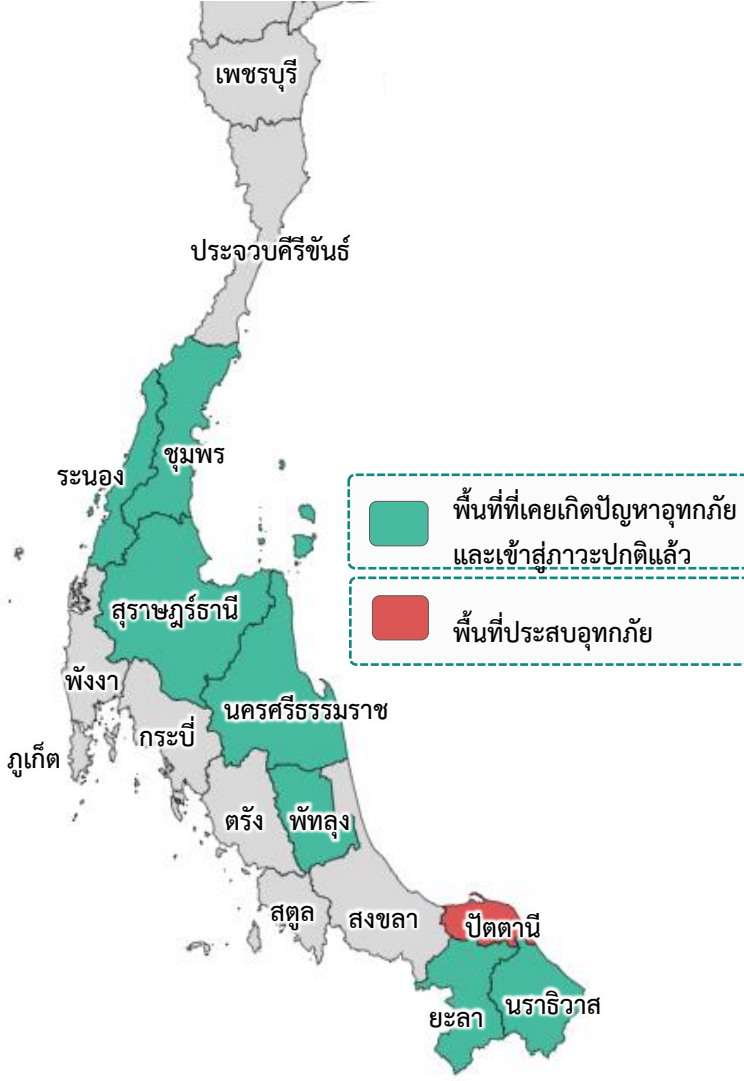 เพชรบุรี
ประจวบคีรีขันธ์
ชุมพร
ระนอง
พื้นที่ที่เคยเกิดปัญหาอุทกภัย
และเข้าสู่ภาวะปกติแล้ว
สุราษฎร์ธานี
พื้นที่ประสบอุทกภัย
พังงา
นครศรีธรรมราช
กระบี่
ภูเก็ต
ตรัง
พัทลุง
สตูล
สงขลา
ปัตตานี
นราธิวาส
ยะลา